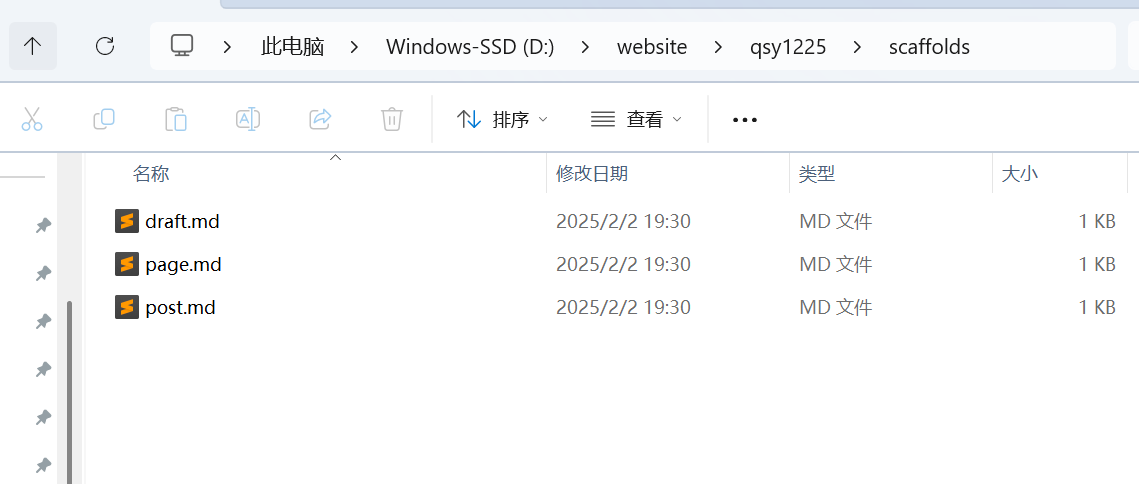 此电脑 > Windows-SSD (D:) > website > qsy1225 > scaffolds
排序 查看
名称 修改日期 类型 大小
draft.md 2025/2/2 19:30 MD 文件 1 KB
page.md 2025/2/2 19:30 MD 文件 1 KB
post.md 2025/2/2 19:30 MD 文件 1 KB